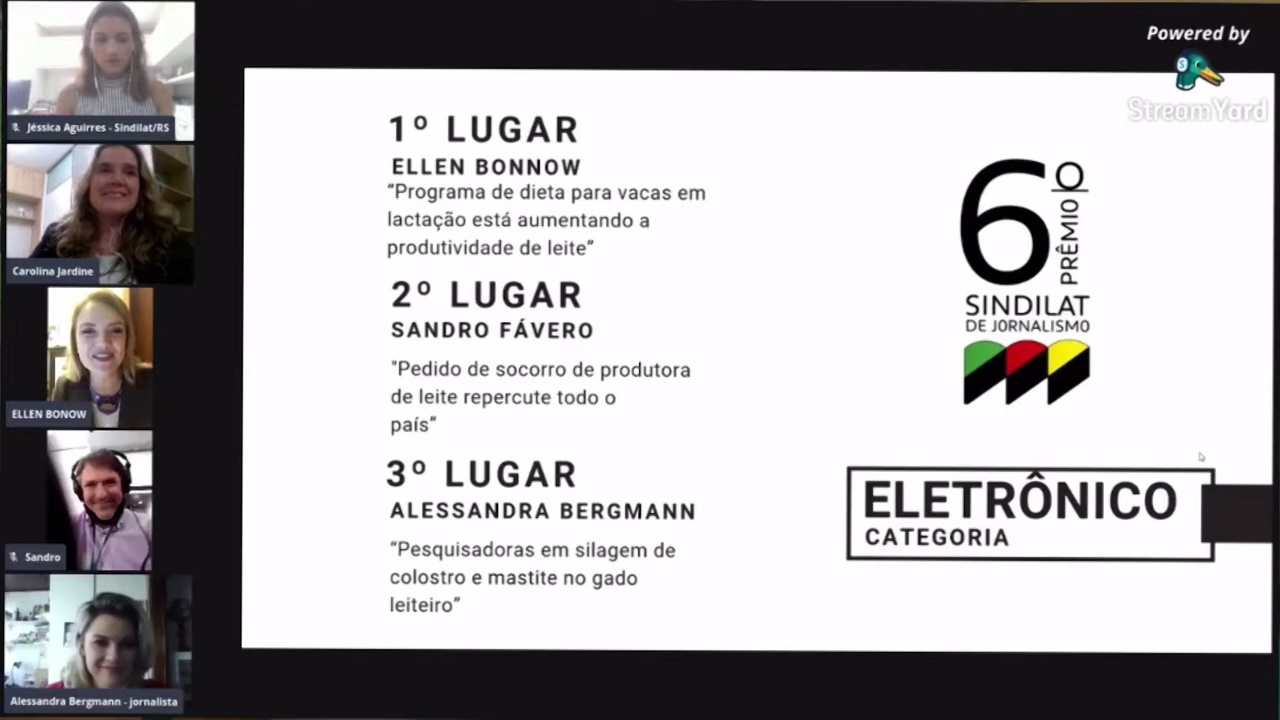 Powered by
StreamYard
Jéssica Aguirres - Sindilat/RS
Carolina Jardine
ELLEN BONOW
Sandro
Alessandra Bergmann - jornalista
1º LUGAR
ELLEN BONNOW
“Programa de dieta para vacas em
lactação está aumentando a
produtividade de leite”
2º LUGAR
SANDRO FÁVERO
"Pedido de socorro de produtora
de leite repercute todo o
país”
3º LUGAR
ALESSANDRA BERGMANN
“Pesquisadoras em silagem de
colostro e mastite no gado
leiteiro”
6º
PRÊMIO
SINDILAT
DE JORNALISMO
ELETRÔNICO
CATEGORIA